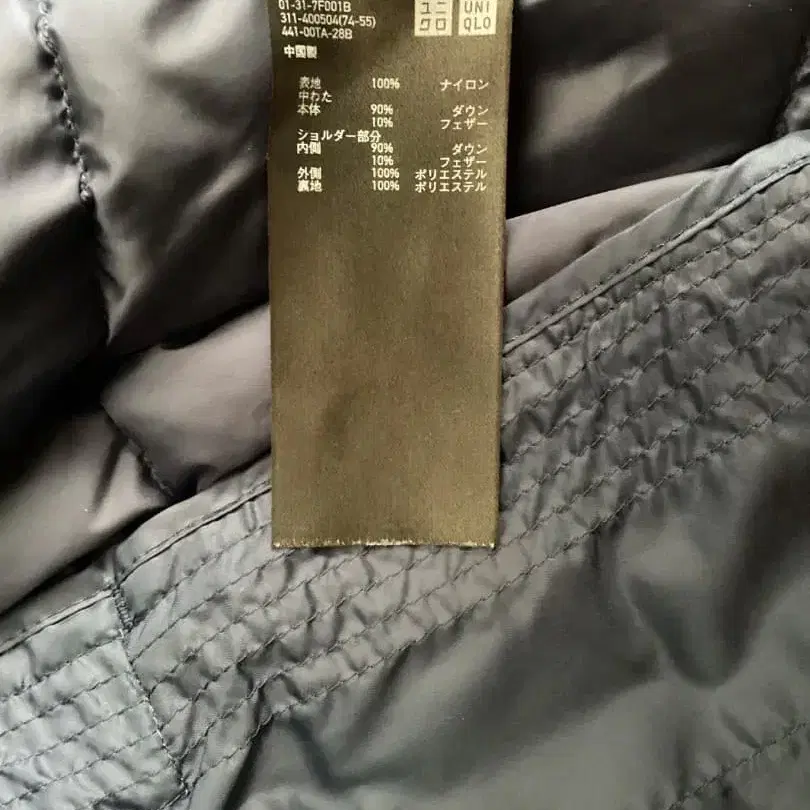 01-31-7F001B
311-400504(74-55)
441-00TA-28B
ユニ
クロ
UNI
QLO
中国製
表地 100% ナイロン
中わた
本体 90% ダウン
10% フェザー
ショルダー部分
内側 90% ダウン
10% フェザー
外側 100% ポリエステル
裏地 100% ポリエステル